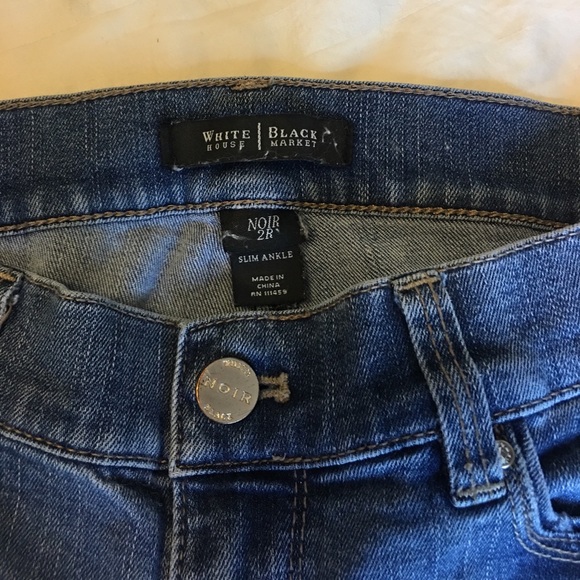 WHITE | BLACK
HOUSE | MARKET
NOIR
2R
SLIM ANKLE
MADE IN
CHINA
RN 111459
NOIR